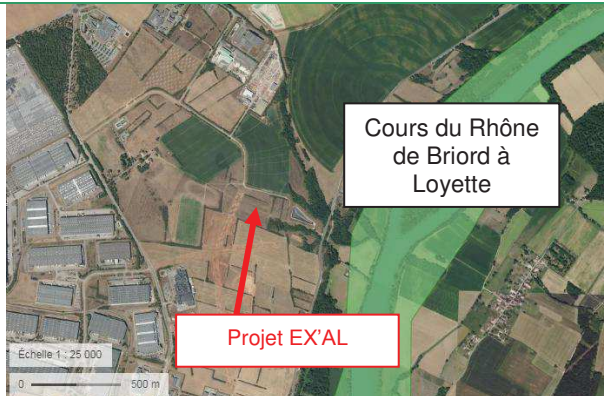 Cours du Rhône
de Briord à
Loyette
Projet EX'AL
Échelle 1 : 25 000
0 500 m